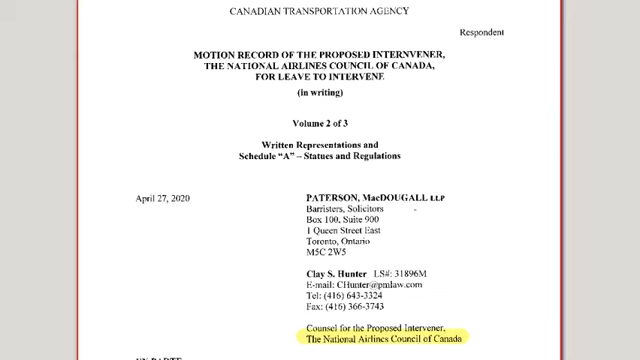 CANADIAN TRANSPORTATION AGENCY
Respondent
MOTION RECORD OF THE PROPOSED INTERNVENER,
THE NATIONAL AIRLINES COUNCIL OF CANADA,
FOR LEAVE TO INTERVENE
(in writing)
Volume 2 of 3
Written Representations and
Schedule “A” – Statues and Regulations
April 27, 2020
PATERSON, MacDOUGALL LLP
Barristers, Solicitors
Box 100, Suite 900
1 Queen Street East
Toronto, Ontario
M5C 2W5
Clay S. Hunter LS#: 31896M
E-mail: CHunter@pmlaw.com
Tel: (416) 643-3324
Fax: (416) 366-3743
Counsel for the Proposed Intervener,
The National Airlines Council of Canada